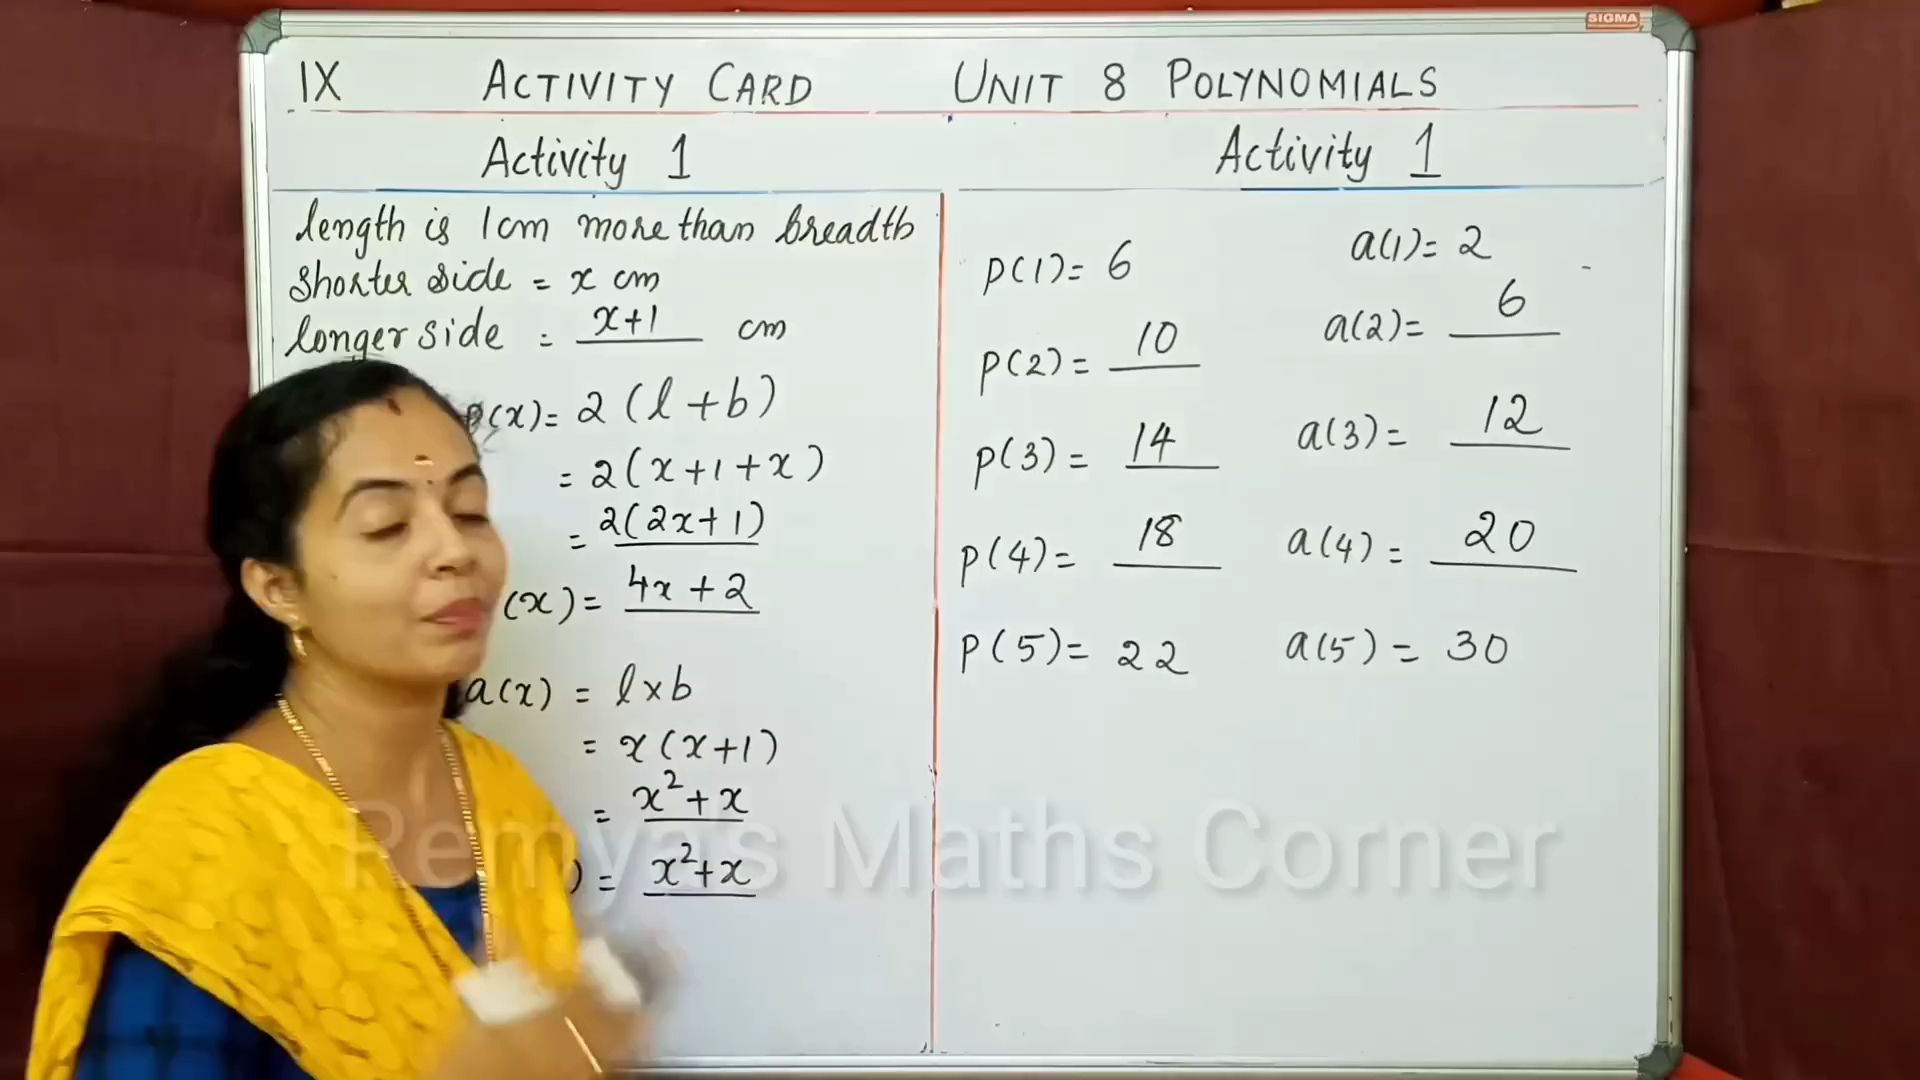 SIGMA
IX ACTIVITY CARD UNIT 8 POLYNOMIALS
Activity 1
length is 1cm more than breadth
Shorter side = x cm
longer side = x+1 cm
p(x)= 2(l+b)
= 2(x+1+x)
= 2(2x+1)
(x)= 4x+2
a(x) = l×b
= x(x+1)
= x²+x
) = x²+x
Activity 1
p(1)= 6 a(1)= 2
p(2)= 10 a(2)= 6
p(3)= 14 a(3)= 12
p(4)= 18 a(4)= 20
p(5)= 22 a(5)= 30
Remya's Maths Corner